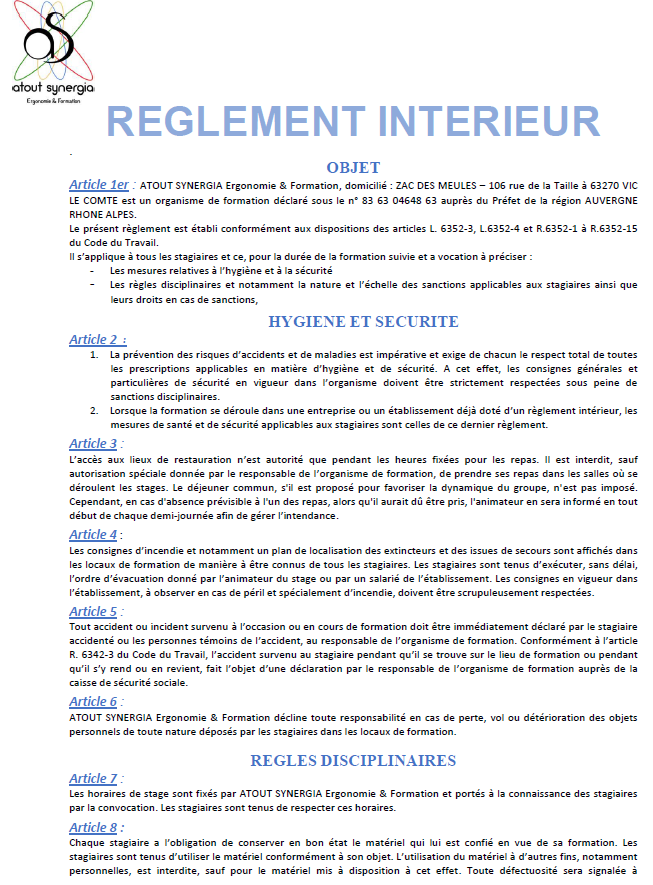 aS
atout synergia
Ergonomie & Formation
REGLEMENT INTERIEUR
.
OBJET
Article 1er : ATOUT SYNERGIA Ergonomie & Formation, domicilié : ZAC DES MEULES – 106 rue de la Taille à 63270 VIC
LE COMTE est un organisme de formation déclaré sous le n° 83 63 04648 63 auprès du Préfet de la région AUVERGNE
RHONE ALPES.
Le présent règlement est établi conformément aux dispositions des articles L. 6352-3, L.6352-4 et R.6352-1 à R.6352-15
du Code du Travail.
Il s’applique à tous les stagiaires et ce, pour la durée de la formation suivie et a vocation à préciser :
- Les mesures relatives à l’hygiène et à la sécurité
- Les règles disciplinaires et notamment la nature et l’échelle des sanctions applicables aux stagiaires ainsi que
leurs droits en cas de sanctions,
HYGIENE ET SECURITE
Article 2 :
1. La prévention des risques d’accidents et de maladies est impérative et exige de chacun le respect total de toutes
les prescriptions applicables en matière d’hygiène et de sécurité. A cet effet, les consignes générales et
particulières de sécurité en vigueur dans l’organisme doivent être strictement respectées sous peine de
sanctions disciplinaires.
2. Lorsque la formation se déroule dans une entreprise ou un établissement déjà doté d’un règlement intérieur, les
mesures de santé et de sécurité applicables aux stagiaires sont celles de ce dernier règlement.
Article 3 :
L’accès aux lieux de restauration n’est autorité que pendant les heures fixées pour les repas. Il est interdit, sauf
autorisation spéciale donnée par le responsable de l’organisme de formation, de prendre ses repas dans les salles où se
déroulent les stages. Le déjeuner commun, s'il est proposé pour favoriser la dynamique du groupe, n'est pas imposé.
Cependant, en cas d'absence prévisible à l'un des repas, alors qu'il aurait dû être pris, l'animateur en sera informé en tout
début de chaque demi-journée afin de gérer l’intendance.
Article 4 :
Les consignes d’incendie et notamment un plan de localisation des extincteurs et des issues de secours sont affichés dans
les locaux de formation de manière à être connus de tous les stagiaires. Les stagiaires sont tenus d’exécuter, sans délai,
l’ordre d’évacuation donné par l’animateur du stage ou par un salarié de l’établissement. Les consignes en vigueur dans
l’établissement, à observer en cas de péril et spécialement d’incendie, doivent être scrupuleusement respectées.
Article 5 :
Tout accident ou incident survenu à l’occasion ou en cours de formation doit être immédiatement déclaré par le stagiaire
accidenté ou les personnes témoins de l’accident, au responsable de l’organisme de formation. Conformément à l’article
R. 6342-3 du Code du Travail, l’accident survenu au stagiaire pendant qu’il se trouve sur le lieu de formation ou pendant
qu’il s’y rend ou en revient, fait l’objet d’une déclaration par le responsable de l’organisme de formation auprès de la
caisse de sécurité sociale.
Article 6 :
ATOUT SYNERGIA Ergonomie & Formation décline toute responsabilité en cas de perte, vol ou détérioration des objets
personnels de toute nature déposés par les stagiaires dans les locaux de formation.
REGLES DISCIPLINAIRES
Article 7 :
Les horaires de stage sont fixés par ATOUT SYNERGIA Ergonomie & Formation et portés à la connaissance des stagiaires
par la convocation. Les stagiaires sont tenus de respecter ces horaires.
Article 8 :
Chaque stagiaire a l’obligation de conserver en bon état le matériel qui lui est confié en vue de sa formation. Les
stagiaires sont tenus d’utiliser le matériel conformément à son objet. L’utilisation du matériel à d’autres fins, notamment
personnelles, est interdite, sauf pour le matériel mis à disposition à cet effet. Toute défectuosité sera signalée à